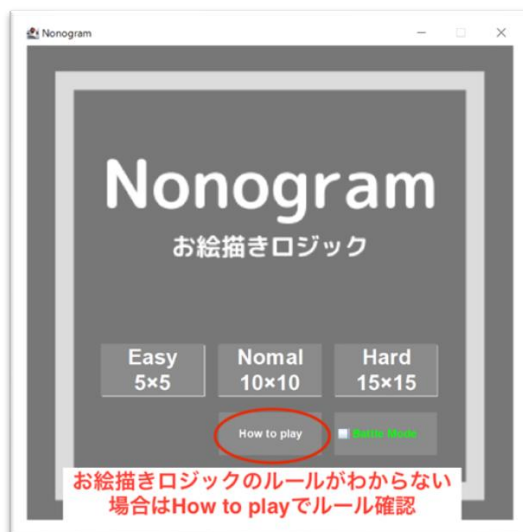 Nonogram
Nonogram
お絵描きロジック
Easy
5×5
Nomal
10×10
Hard
15×15
How to play
Battle Mode
お絵描きロジックのルールがわからない
場合はHow to playでルール確認